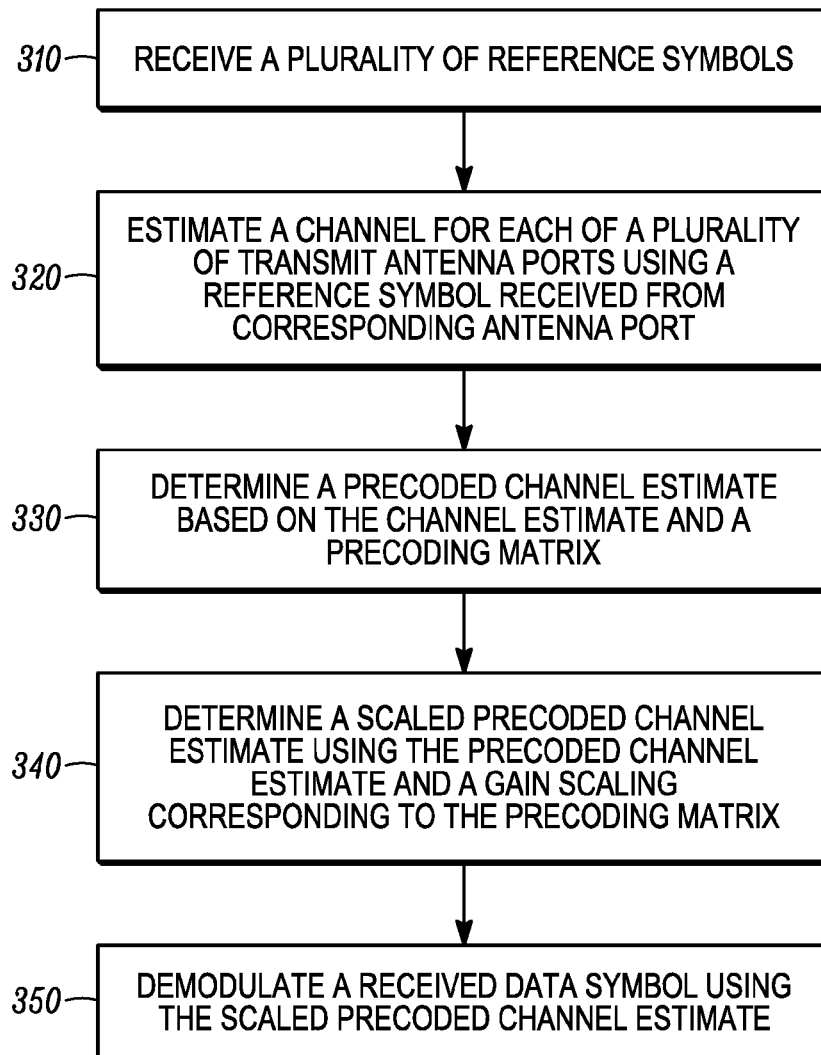 310
RECEIVE A PLURALITY OF REFERENCE SYMBOLS
320
ESTIMATE A CHANNEL FOR EACH OF A PLURALITY
OF TRANSMIT ANTENNA PORTS USING A
REFERENCE SYMBOL RECEIVED FROM
CORRESPONDING ANTENNA PORT
330
DETERMINE A PRECODED CHANNEL ESTIMATE
BASED ON THE CHANNEL ESTIMATE AND A
PRECODING MATRIX
340
DETERMINE A SCALED PRECODED CHANNEL
ESTIMATE USING THE PRECODED CHANNEL
ESTIMATE AND A GAIN SCALING
CORRESPONDING TO THE PRECODING MATRIX
350
DEMODULATE A RECEIVED DATA SYMBOL USING
THE SCALED PRECODED CHANNEL ESTIMATE